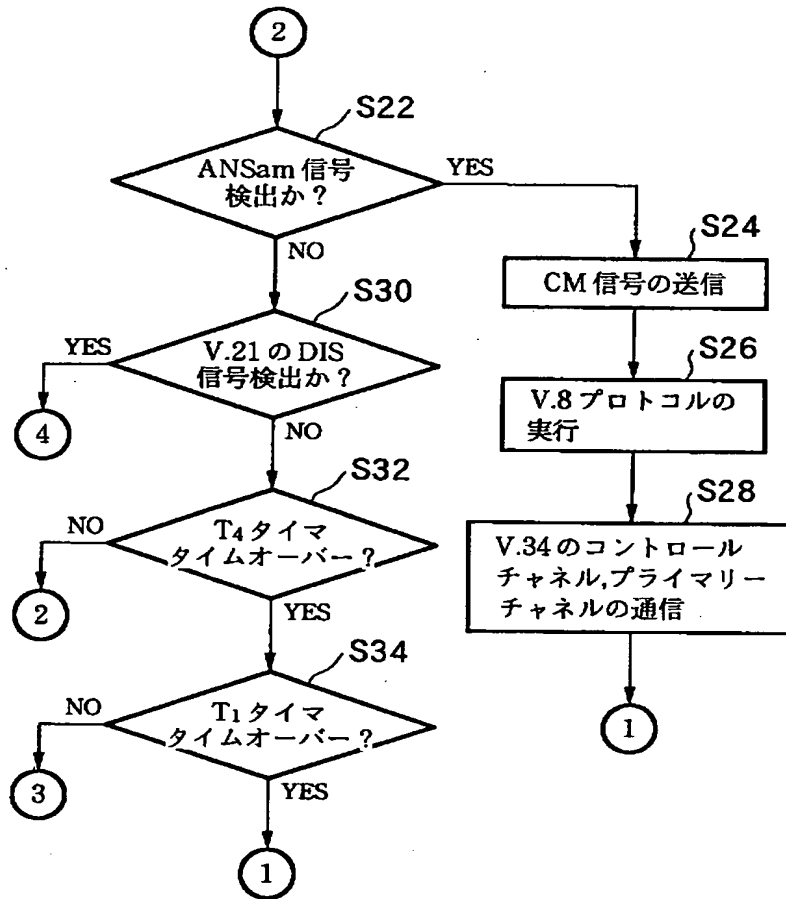 2
S22
ANSam 信号
検出か？
YES
NO
S24
CM 信号の送信
S30
V.21 の DIS
信号検出か？
YES
4
NO
S26
V.8 プロトコルの
実行
S32
T4 タイマ
タイムオーバー？
NO
2
YES
S28
V.34 のコントロール
チャネル,プライマリー
チャネルの通信
1
S34
T1 タイマ
タイムオーバー？
NO
3
YES
1